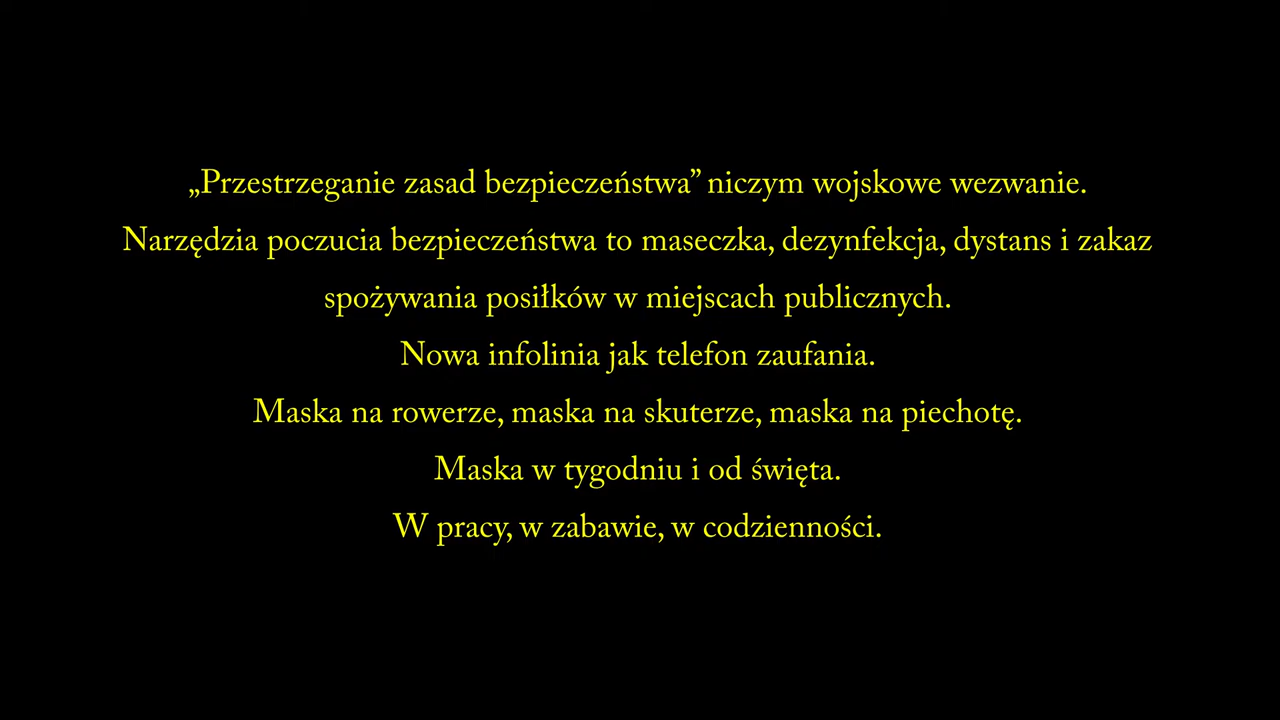 „Przestrzeganie zasad bezpieczeństwa” niczym wojskowe wezwanie.
Narzędzia poczucia bezpieczeństwa to maseczka, dezynfekcja, dystans i zakaz
spożywania posiłków w miejscach publicznych.
Nowa infolinia jak telefon zaufania.
Maska na rowerze, maska na skuterze, maska na piechotę.
Maska w tygodniu i od święta.
W pracy, w zabawie, w codzienności.